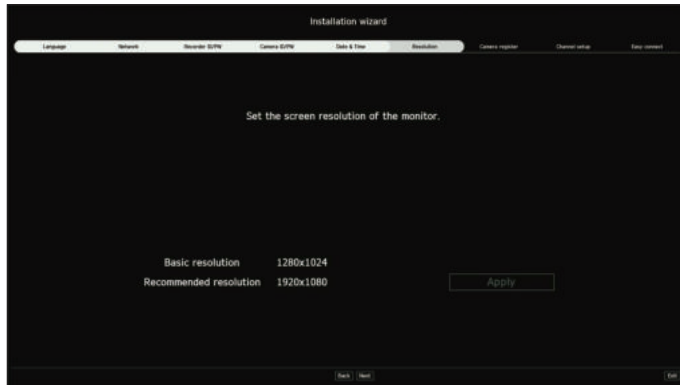 Installation wizard
Language Network Recorder ID/PW Camera ID/PW Date & Time Resolution Camera register Channel setup Easy connect
Set the screen resolution of the monitor.
Basic resolution 1280x1024
Recommended resolution 1920x1080 Apply
Back Next Exit